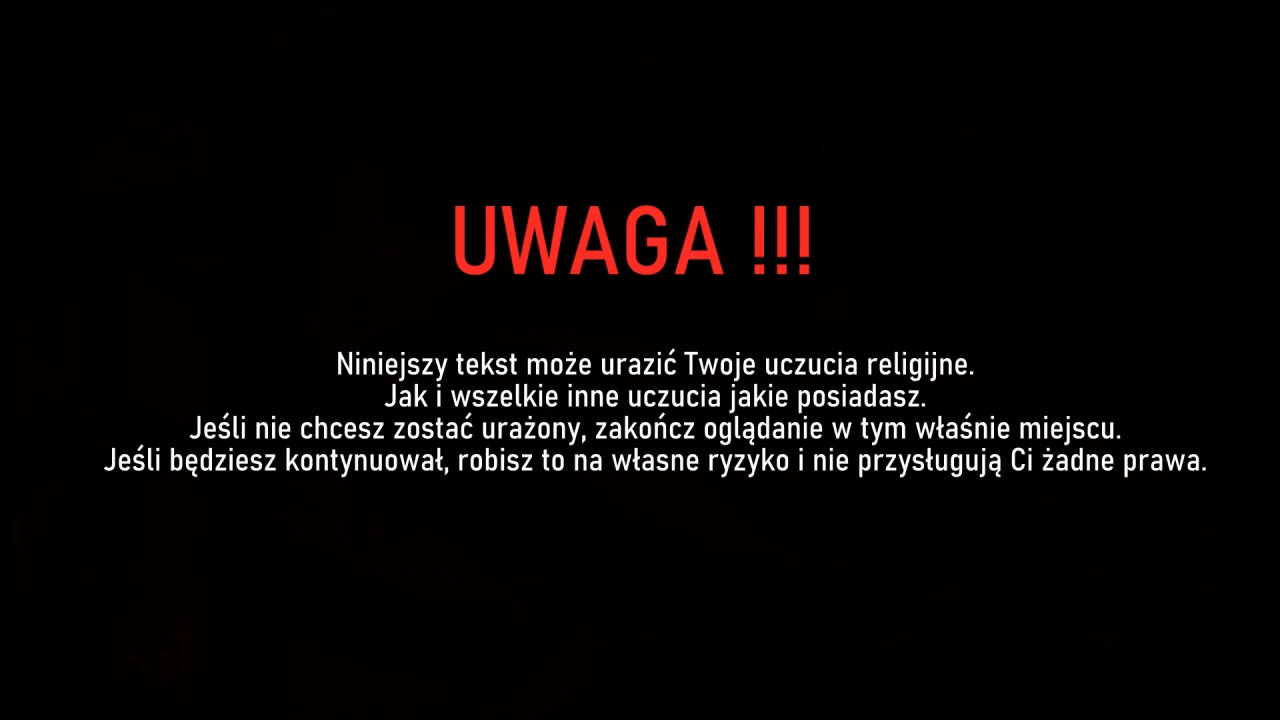 UWAGA !!!
Niniejszy tekst może urazić Twoje uczucia religijne.
Jak i wszelkie inne uczucia jakie posiadasz.
Jeśli nie chcesz zostać urażony, zakończ oglądanie w tym właśnie miejscu.
Jeśli będziesz kontynuował, robisz to na własne ryzyko i nie przysługują Ci żadne prawa.